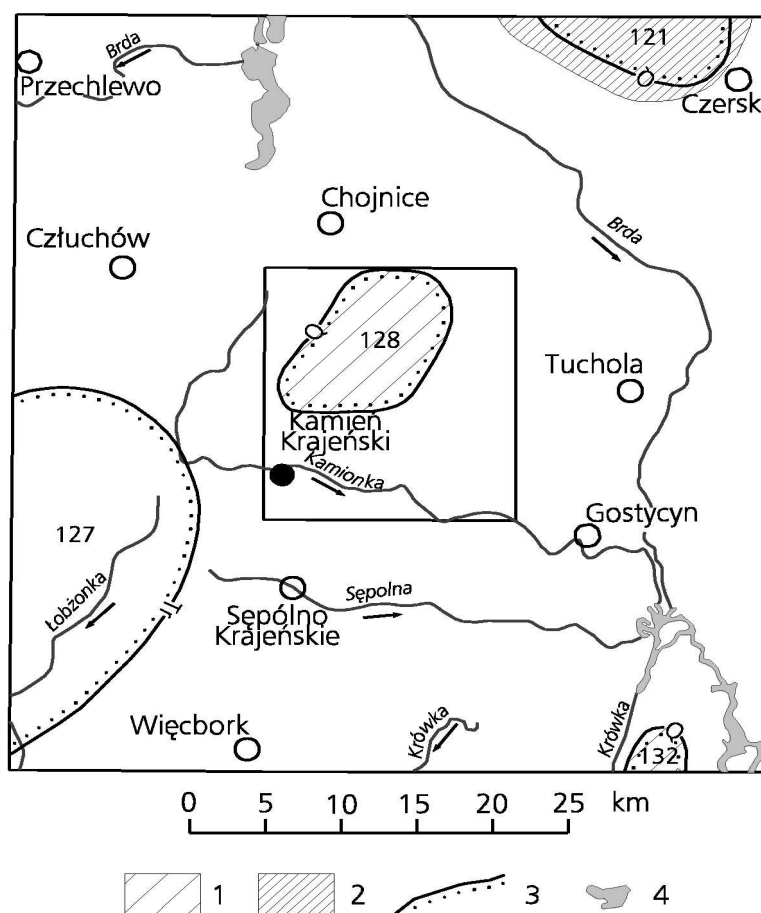 Brda
121
Przechlewo
Czersk
Chojnice
Brda
Człuchów
128
Tuchola
Kamień
Krajeński
Kamionka
Gostycyn
127
Łobżonka
Sępolna
Sępólno
Krajeńskie
Więcbork
Krówka
Krówka
132
0 5 10 15 20 25 km
1 2 3 4